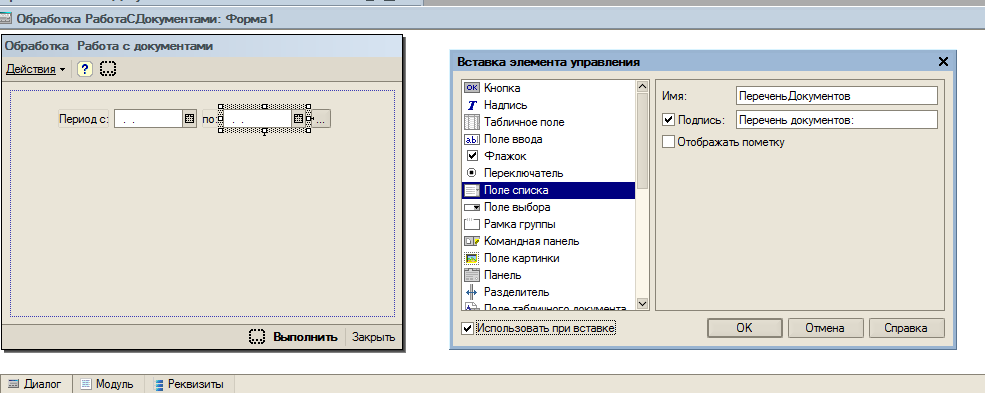 Обработка РаботаСДокументами: Форма1
Обработка Работа с документами
Действия
?
Период с: . . по: . . ...
Выполнить Закрыть
Вставка элемента управления
Кнопка
Надпись
Табличное поле
Поле ввода
Флажок
Переключатель
Поле списка
Поле выбора
Рамка группы
Командная панель
Поле картинки
Панель
Разделитель
Поле табличного документа
Использовать при вставке
Имя: ПереченьДокументов
Подпись: Перечень документов:
Отображать пометку
OK Отмена Справка
Диалог Модуль Реквизиты